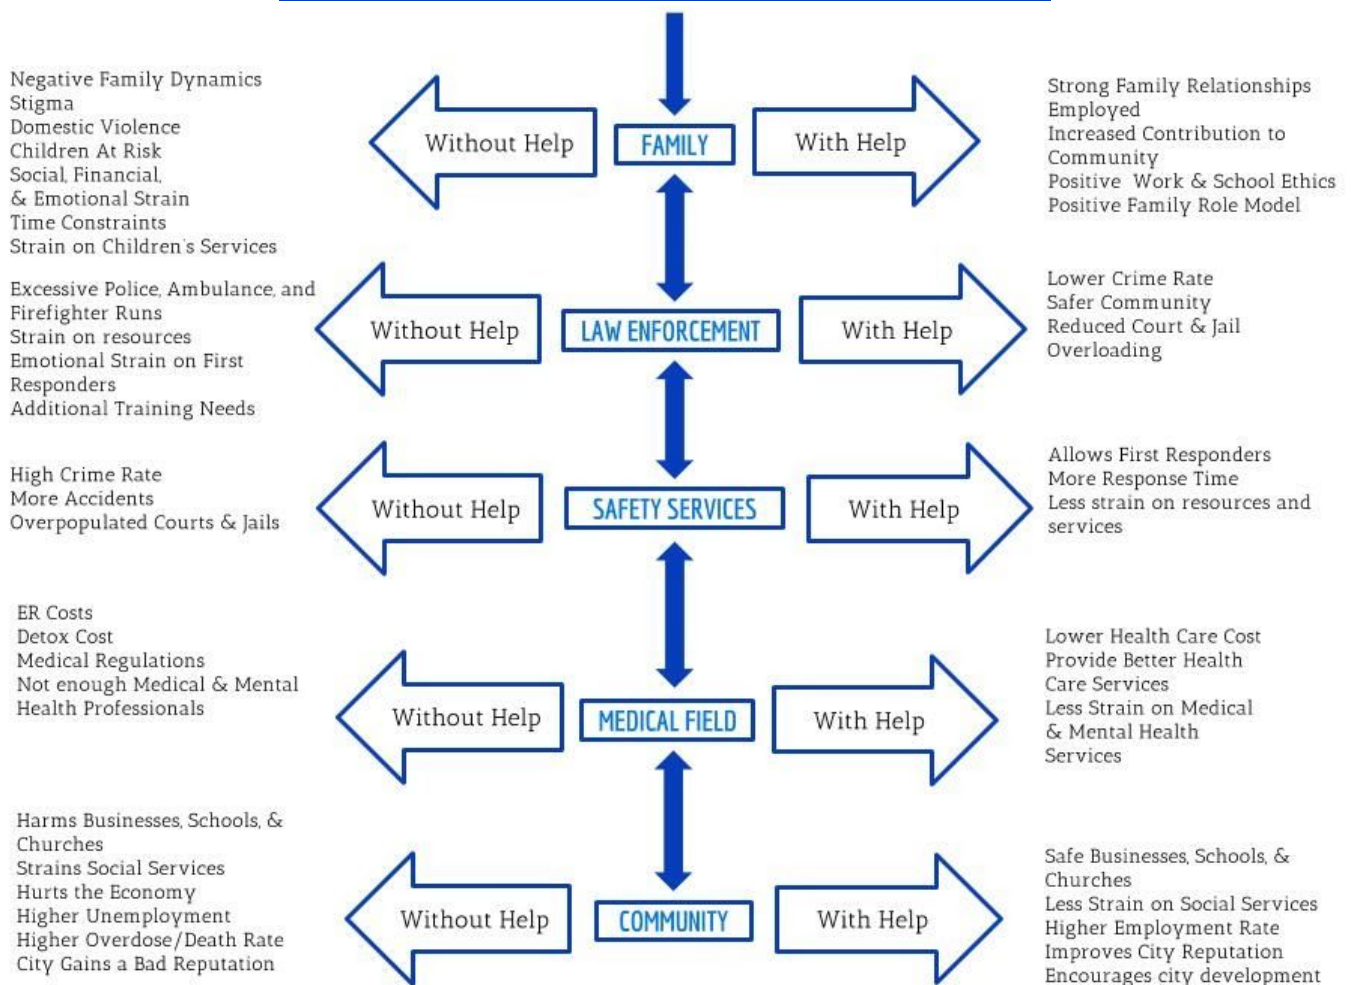 Negative Family Dynamics
Stigma
Domestic Violence
Children At Risk
Social, Financial,
& Emotional Strain
Time Constraints
Strain on Children's Services
Without Help
FAMILY
With Help
Strong Family Relationships
Employed
Increased Contribution to
Community
Positive Work & School Ethics
Positive Family Role Model
Excessive Police, Ambulance, and
Firefighter Runs
Strain on resources
Emotional Strain on First
Responders
Additional Training Needs
Without Help
LAW ENFORCEMENT
With Help
Lower Crime Rate
Safer Community
Reduced Court & Jail
Overloading
High Crime Rate
More Accidents
Overpopulated Courts & Jails
Without Help
SAFETY SERVICES
With Help
Allows First Responders
More Response Time
Less strain on resources and
services
ER Costs
Detox Cost
Medical Regulations
Not enough Medical & Mental
Health Professionals
Without Help
MEDICAL FIELD
With Help
Lower Health Care Cost
Provide Better Health
Care Services
Less Strain on Medical
& Mental Health
Services
Harms Businesses, Schools, &
Churches
Strains Social Services
Hurts the Economy
Higher Unemployment
Higher Overdose/Death Rate
City Gains a Bad Reputation
Without Help
COMMUNITY
With Help
Safe Businesses, Schools, &
Churches
Less Strain on Social Services
Higher Employment Rate
Improves City Reputation
Encourages city development